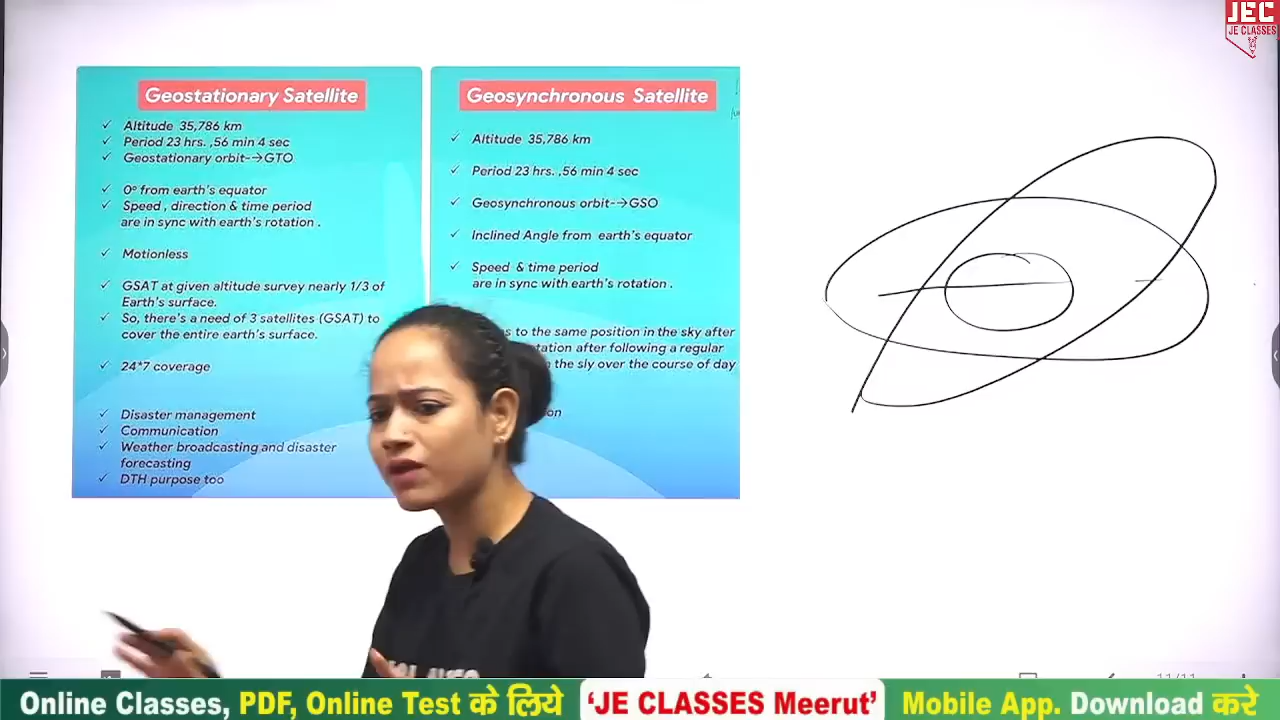 JEC
JE CLASSES
Geostationary Satellite
✓ Altitude 35,786 km
✓ Period 23 hrs. ,56 min 4 sec
✓ Geostationary orbit-->GTO
✓ 0° from earth's equator
✓ Speed , direction & time period
are in sync with earth's rotation .
✓ Motionless
✓ GSAT at given altitude survey nearly 1/3 of
Earth's surface.
✓ So, there's a need of 3 satellites (GSAT) to
cover the entire earth's surface.
✓ 24*7 coverage
✓ Disaster management
✓ Communication
✓ Weather broadcasting and disaster
forecasting
✓ DTH purpose too
Geosynchronous Satellite
✓ Altitude 35,786 km
✓ Period 23 hrs. ,56 min 4 sec
✓ Geosynchronous orbit-->GSO
✓ Inclined Angle from earth's equator
✓ Speed & time period
are in sync with earth's rotation .
to the same position in the sky after
after following a regular
the sly over the course of day
11/11
Online Classes, PDF, Online Test के लिये 'JE CLASSES Meerut' Mobile App. Download करे